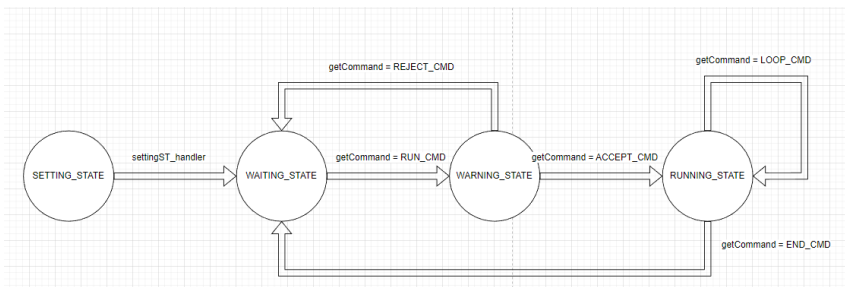 getCommand = LOOP_CMD
getCommand = REJECT_CMD
settingST_handler
getCommand = RUN_CMD
getCommand = ACCEPT_CMD
SETTING_STATE
WAITING_STATE
WARNING_STATE
RUNNING_STATE
getCommand = END_CMD